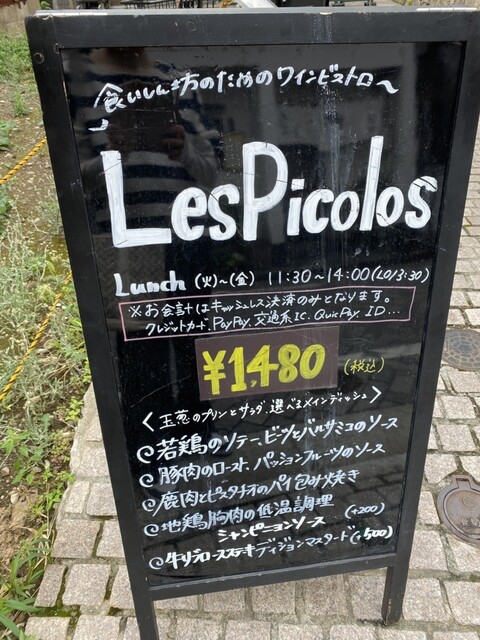 食いしん坊のためのワインビストロ〜
LesPicolos
Lunch (火)〜(金) 11:30〜14:00(LO13:30)
※お会計はキャッシュレス決済のみとなります。
クレジットカード、PayPay、交通系IC、QuicPay、ID...
¥1,480 (税込)
〈玉葱のプリンとサラダ、選べるメインディッシュ〉
@若鶏のソテー、ビーツとバルサミコのソース
@豚肉のロースト、パッションフルーツのソース
@鹿肉とピスタチオのパイ包み焼き
@地鶏胸肉の低温調理 (+200)
シャンピニヨンソース
@牛リブロースステーキ ディジョンマスタード (+500)